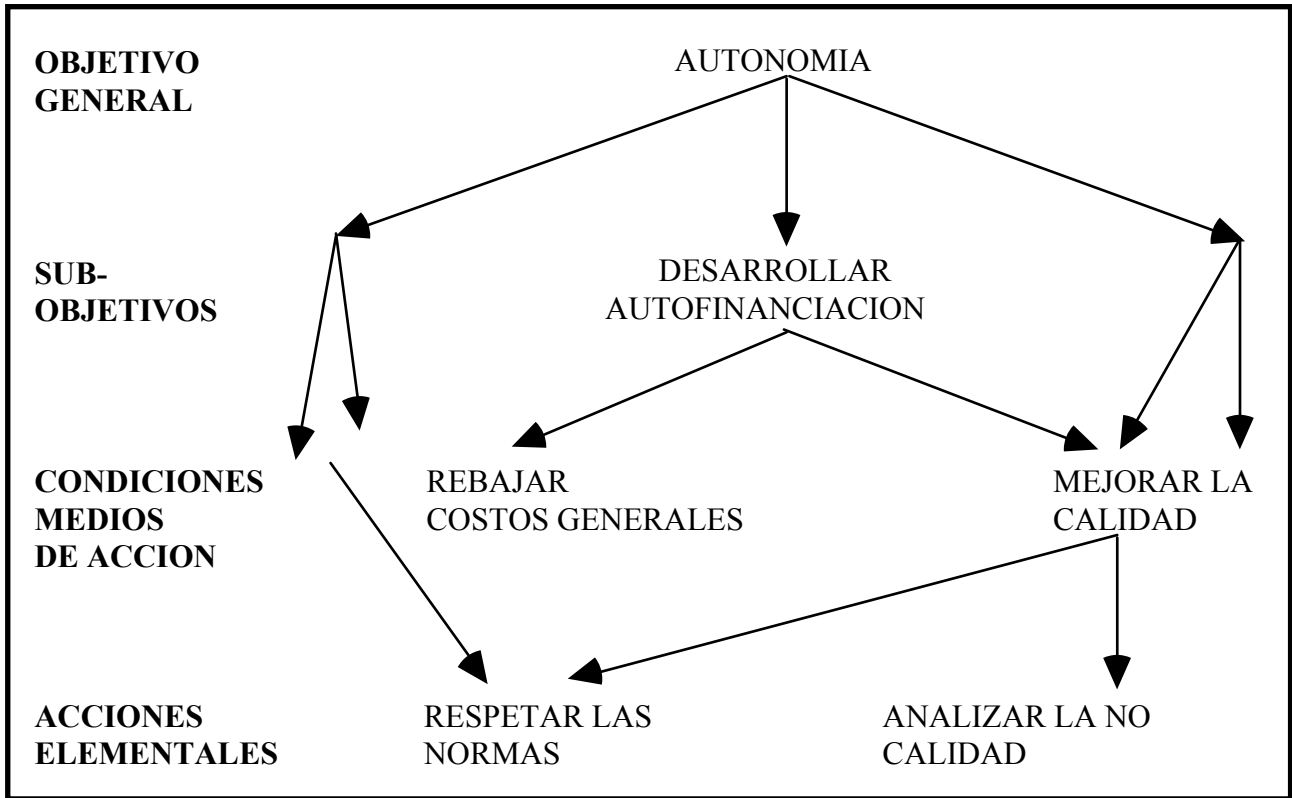 OBJETIVO
GENERAL
AUTONOMIA
SUB-
OBJETIVOS
DESARROLLAR
AUTOFINANCIACION
CONDICIONES
MEDIOS
DE ACCION
REBAJAR
COSTOS GENERALES
MEJORAR LA
CALIDAD
ACCIONES
ELEMENTALES
RESPETAR LAS
NORMAS
ANALIZAR LA NO
CALIDAD